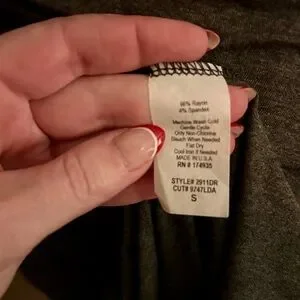 96% Rayon
4% Spandex
Machine Wash Cold
Gentle Cycle
Only Non-Chlorine
Bleach When Needed
Flat Dry
Cool Iron If Needed
MADE IN U.S.A
RN # 174935
STYLE# 2911DR
CUT# 9747LDA
S